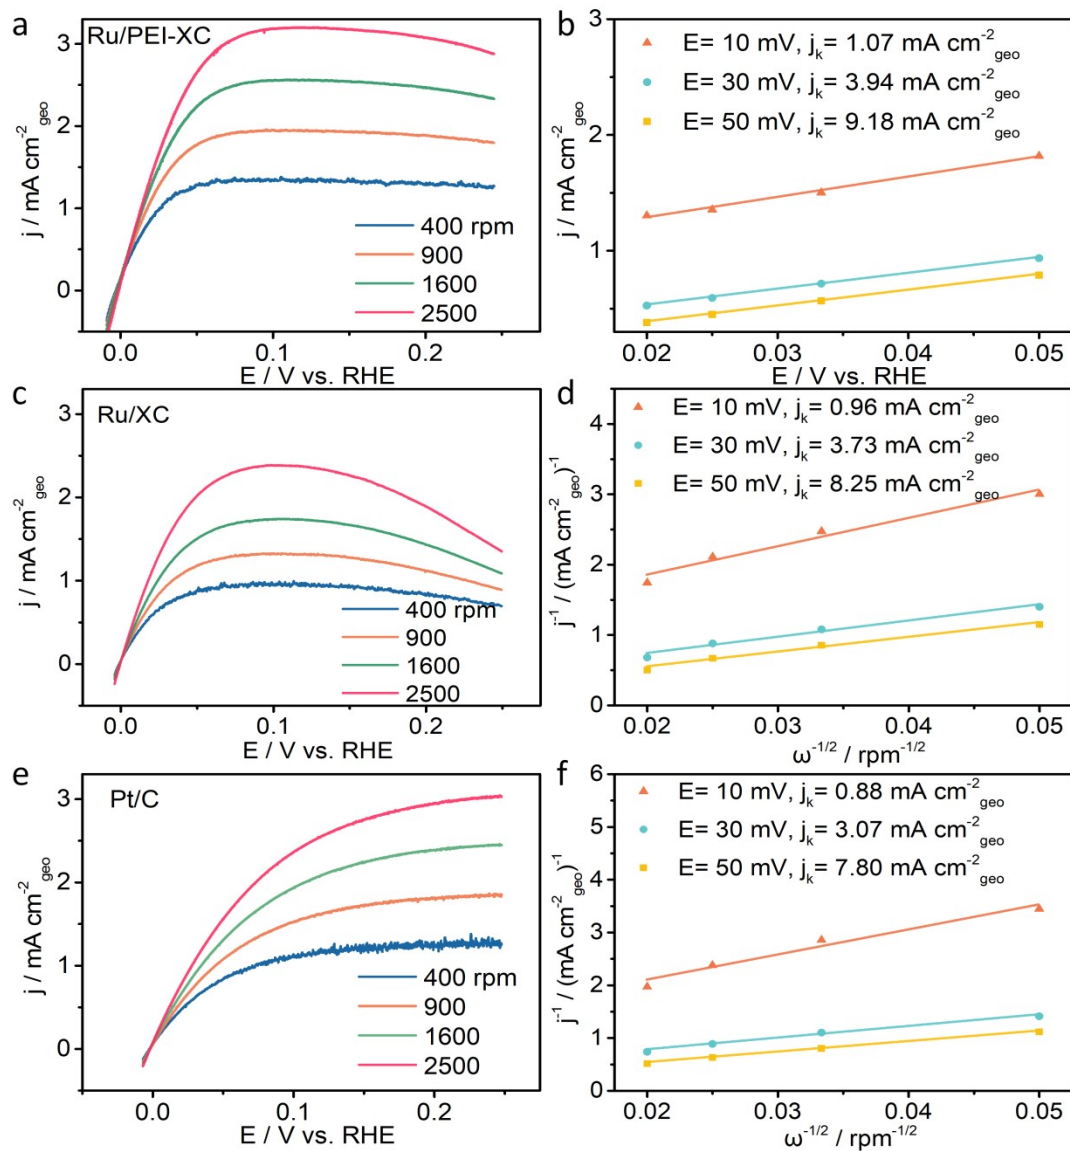 a
Ru/PEI-XC
3
2
1
0
j / mA cm-2geo
400 rpm
900
1600
2500
0.0 0.1 0.2
E / V vs. RHE
b
E= 10 mV, jk= 1.07 mA cm-2geo
E= 30 mV, jk= 3.94 mA cm-2geo
E= 50 mV, jk= 9.18 mA cm-2geo
3
2
1
j / mA cm-2geo
0.02 0.03 0.04 0.05
E / V vs. RHE
c
Ru/XC
3
2
1
0
j / mA cm-2geo
400 rpm
900
1600
2500
0.0 0.1 0.2
E / V vs. RHE
d
E= 10 mV, jk= 0.96 mA cm-2geo
E= 30 mV, jk= 3.73 mA cm-2geo
E= 50 mV, jk= 8.25 mA cm-2geo
4
3
2
1
0
j-1 / (mA cm-2geo)-1
0.02 0.03 0.04 0.05
ω-1/2 / rpm-1/2
e
Pt/C
3
2
1
0
j / mA cm-2geo
400 rpm
900
1600
2500
0.0 0.1 0.2
E / V vs. RHE
f
E= 10 mV, jk= 0.88 mA cm-2geo
E= 30 mV, jk= 3.07 mA cm-2geo
E= 50 mV, jk= 7.80 mA cm-2geo
6
5
4
3
2
1
0
j-1 / (mA cm-2geo)-1
0.02 0.03 0.04 0.05
ω-1/2 / rpm-1/2